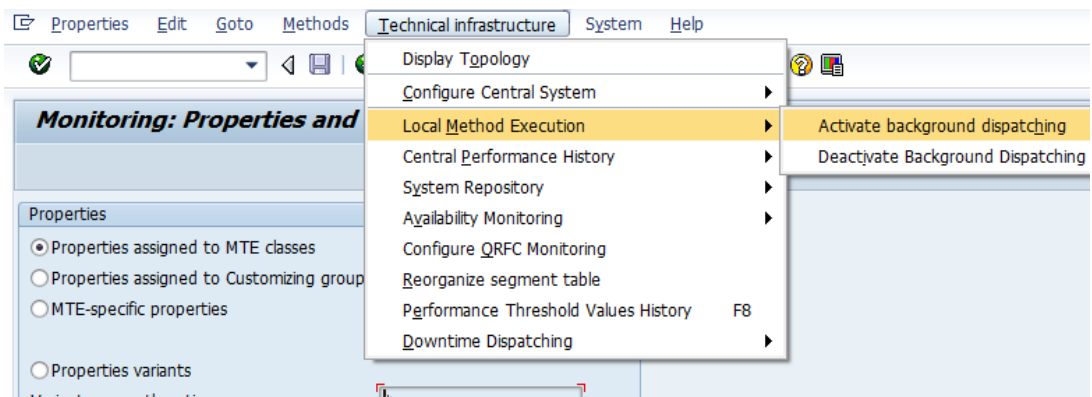 Properties Edit Goto Methods Technical infrastructure System Help
Display Topology
Configure Central System
Monitoring: Properties and
Local Method Execution
Activate background dispatching
Central Performance History
Deactivate Background Dispatching
System Repository
Properties
Availability Monitoring
Properties assigned to MTE classes
Configure QRFC Monitoring
Properties assigned to Customizing group
Reorganize segment table
MTE-specific properties
Performance Threshold Values History F8
Downtime Dispatching
Properties variants